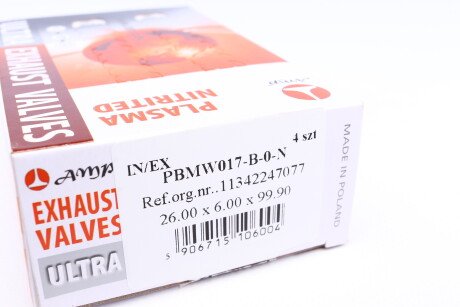 EXHAUST VALVES
PLASMA
NITRITED
AMP
AMP
EXHAUST
VALVES
ULTRA
IN/EX
4 szt
PBMW017-B-0-N
Ref.org.nr..11342247077
26.00 x 6.00 x 99.90
5 906715 106004
MADE IN POLAND